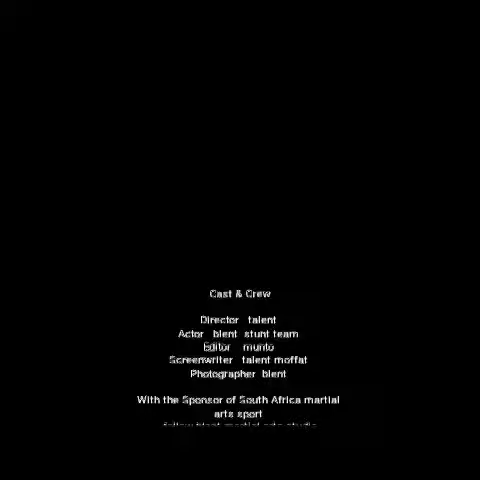 Cast & Crew
Director talent
Actor blent stunt team
Editor munto
Screenwriter talent moffat
Photographer blent
With the Sponsor of South Africa martial
arts sport